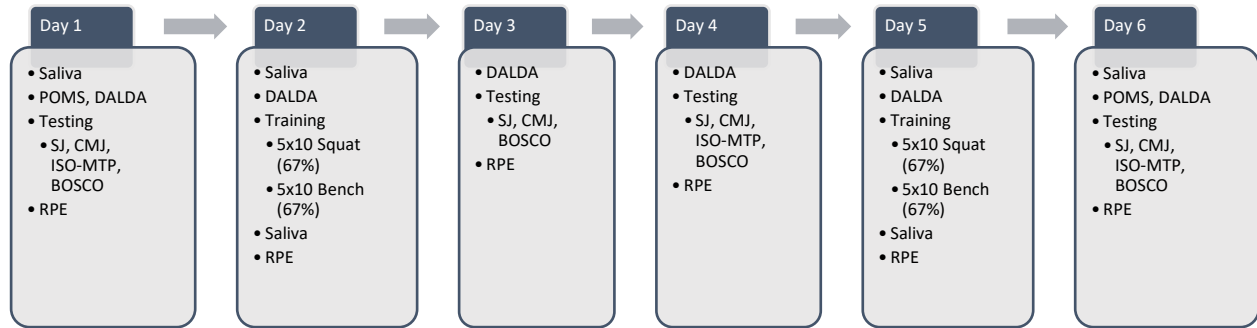 Day 1
• Saliva
• POMS, DALDA
• Testing
• SJ, CMJ,
ISO-MTP,
BOSCO
• RPE
Day 2
• Saliva
• DALDA
• Training
• 5x10 Squat
(67%)
• 5x10 Bench
(67%)
• Saliva
• RPE
Day 3
• DALDA
• Testing
• SJ, CMJ,
BOSCO
• RPE
Day 4
• DALDA
• Testing
• SJ, CMJ,
ISO-MTP,
BOSCO
• RPE
Day 5
• Saliva
• DALDA
• Training
• 5x10 Squat
(67%)
• 5x10 Bench
(67%)
• Saliva
• RPE
Day 6
• Saliva
• POMS, DALDA
• Testing
• SJ, CMJ,
ISO-MTP,
BOSCO
• RPE